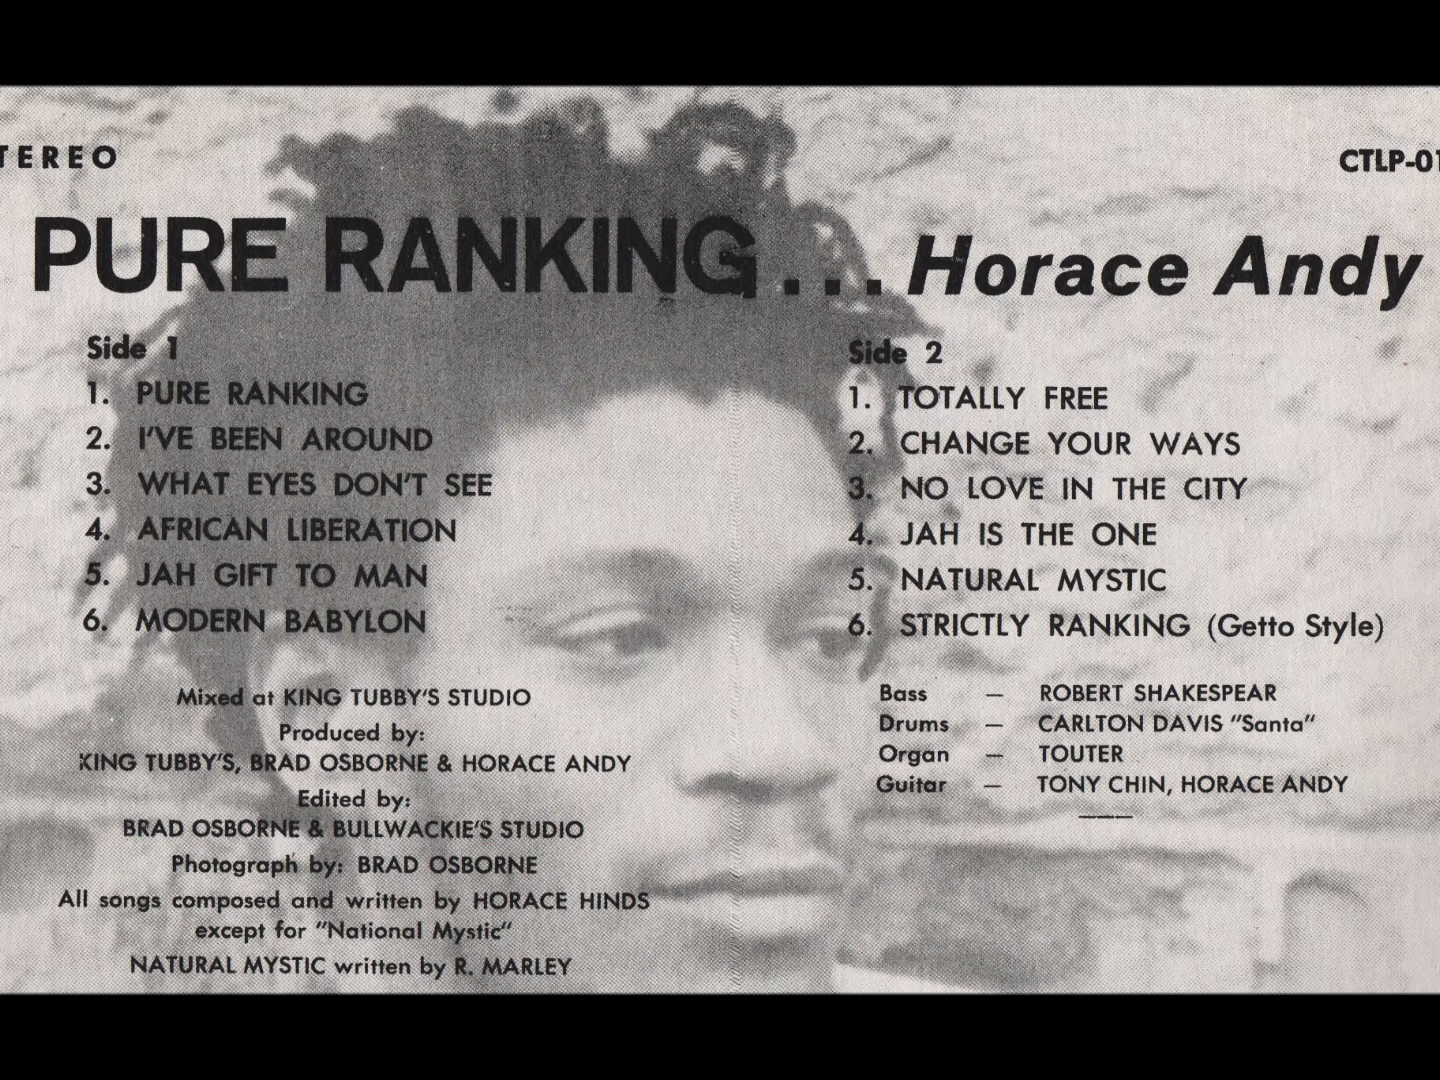 TEREO
CTLP-01
PURE RANKING... Horace Andy
Side 1
1. PURE RANKING
2. I'VE BEEN AROUND
3. WHAT EYES DON'T SEE
4. AFRICAN LIBERATION
5. JAH GIFT TO MAN
6. MODERN BABYLON
Mixed at KING TUBBY'S STUDIO
Produced by:
KING TUBBY'S, BRAD OSBORNE & HORACE ANDY
Edited by:
BRAD OSBORNE & BULLWACKIE'S STUDIO
Photograph by: BRAD OSBORNE
All songs composed and written by HORACE HINDS
except for "National Mystic"
NATURAL MYSTIC written by R. MARLEY
Side 2
1. TOTALLY FREE
2. CHANGE YOUR WAYS
3. NO LOVE IN THE CITY
4. JAH IS THE ONE
5. NATURAL MYSTIC
6. STRICTLY RANKING (Getto Style)
Bass — ROBERT SHAKESPEAR
Drums — CARLTON DAVIS "Santa"
Organ — TOUTER
Guitar — TONY CHIN, HORACE ANDY